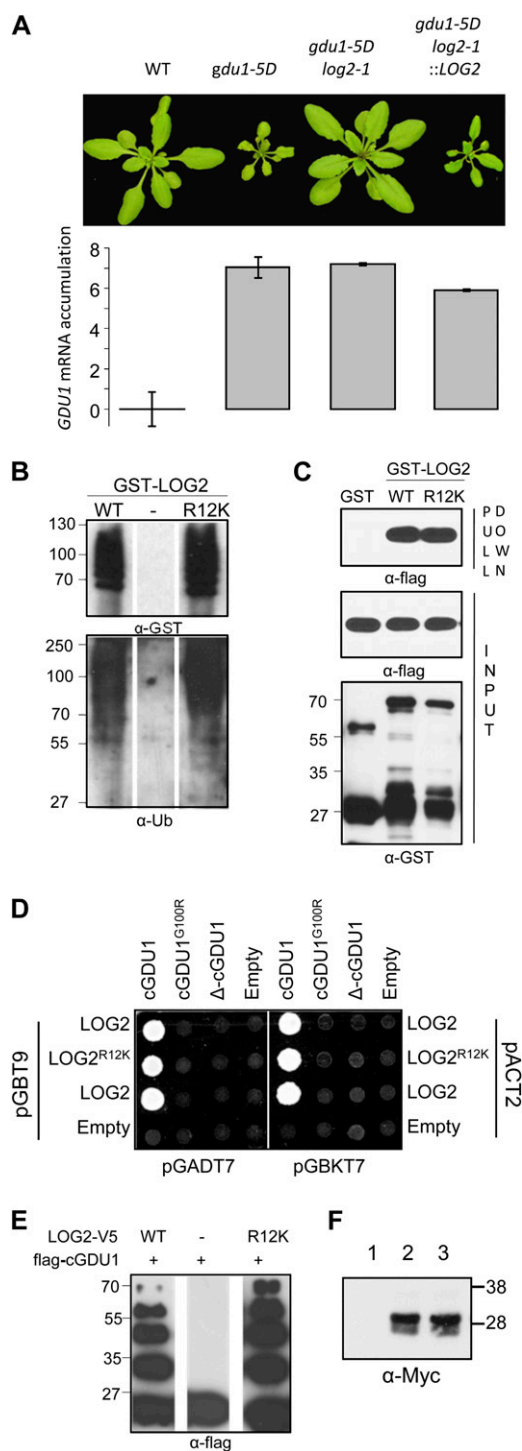 A
WT
gdu1-5D
gdu1-5D
log2-1
gdu1-5D
log2-1
::LOG2
GDU1 mRNA accumulation
8
6
4
2
0
B
GST-LOG2
WT - R12K
130
100
70
α-GST
250
100
70
55
27
α-Ub
C
GST-LOG2
GST WT R12K
PULL DOWN
α-flag
α-flag
INPUT
70
55
35
27
α-GST
D
cGDU1
cGDU1G100R
Δ-cGDU1
Empty
cGDU1
cGDU1G100R
Δ-cGDU1
Empty
pGBT9
LOG2
LOG2R12K
LOG2
Empty
LOG2
LOG2R12K
LOG2
Empty
pACT2
pGADT7
pGBKT7
E
LOG2-V5 WT - R12K
flag-cGDU1 + + +
70
55
35
27
α-flag
F
1 2 3
38
28
α-Myc